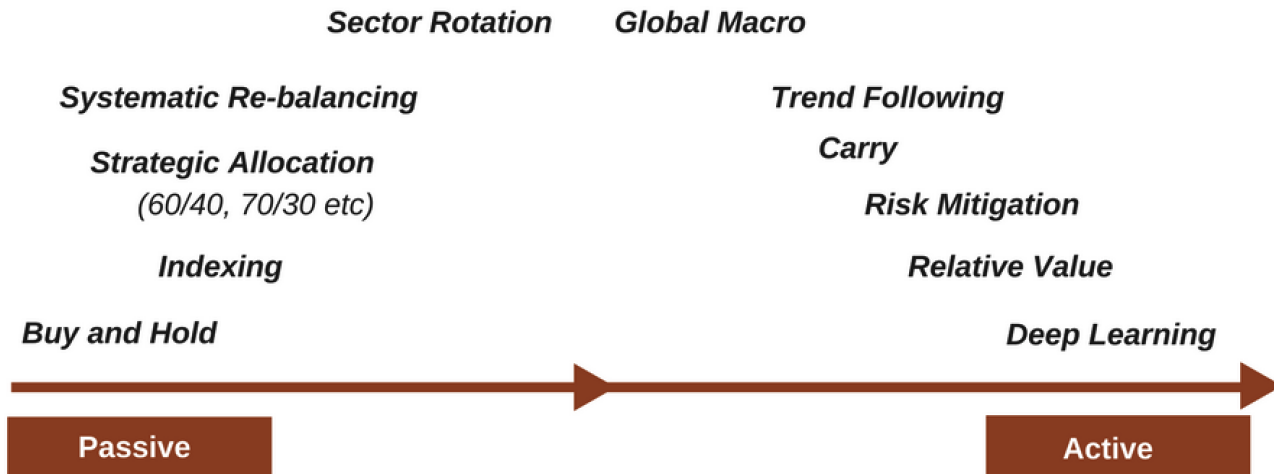 Sector Rotation Global Macro
Systematic Re-balancing Trend Following
Carry
Strategic Allocation
(60/40, 70/30 etc) Risk Mitigation
Indexing Relative Value
Buy and Hold Deep Learning
Passive Active